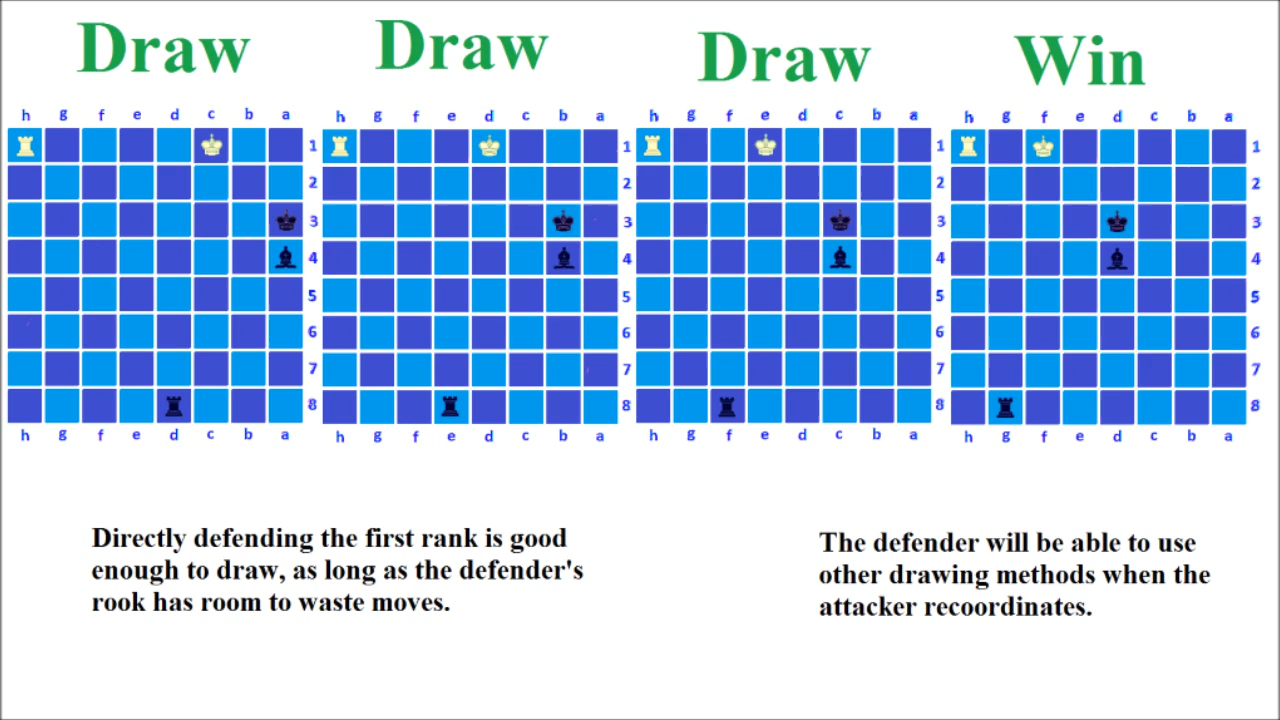 Draw Draw Draw Win
h g f e d c b a h g f e d c b a h g f e d c b a h g f e d c b a
1 1 1 1
2 2 2 2
3 3 3 3
4 4 4 4
5 5 5 5
6 6 6 6
7 7 7 7
8 8 8 8
h g f e d c b a h g f e d c b a h g f e d c b a h g f e d c b a
Directly defending the first rank is good
enough to draw, as long as the defender's
rook has room to waste moves.
The defender will be able to use
other drawing methods when the
attacker recoordinates.